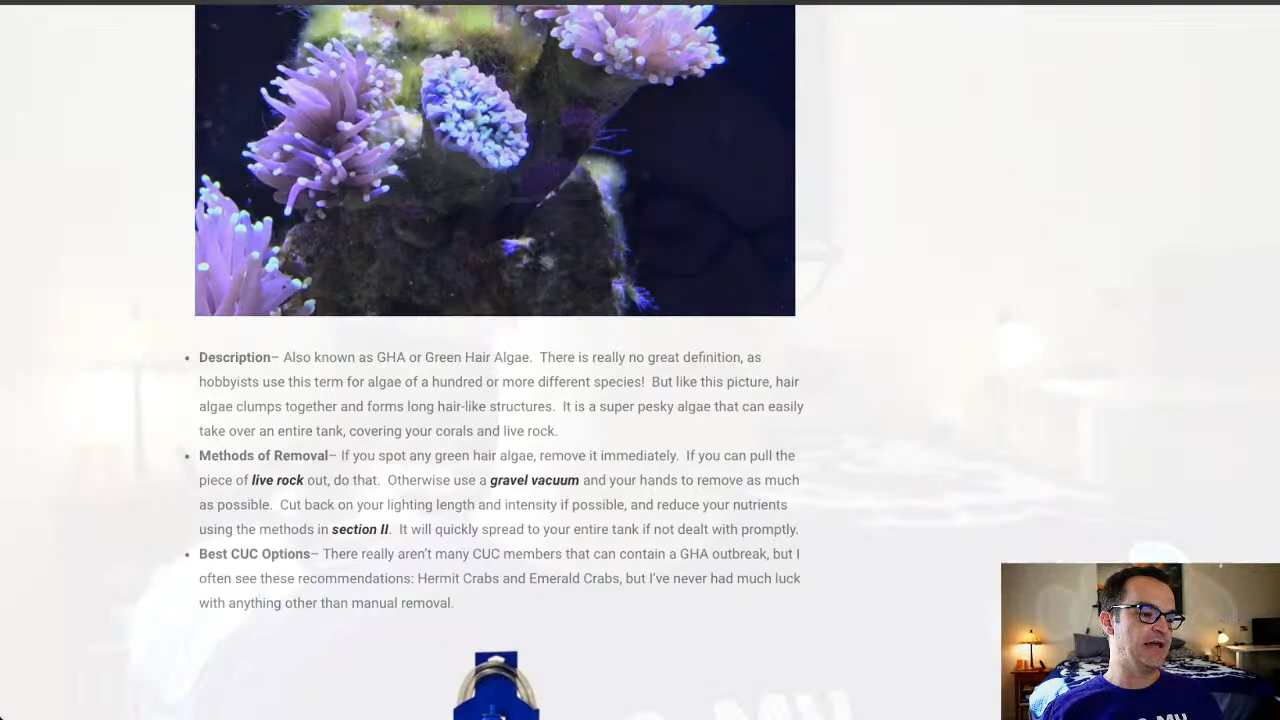 • Description– Also known as GHA or Green Hair Algae.  There is really no great definition, as
hobbyists use this term for algae of a hundred or more different species!  But like this picture, hair
algae clumps together and forms long hair-like structures.  It is a super pesky algae that can easily
take over an entire tank, covering your corals and live rock.
• Methods of Removal– If you spot any green hair algae, remove it immediately.  If you can pull the
piece of live rock out, do that.  Otherwise use a gravel vacuum and your hands to remove as much
as possible.  Cut back on your lighting length and intensity if possible, and reduce your nutrients
using the methods in section II.  It will quickly spread to your entire tank if not dealt with promptly.
• Best CUC Options– There really aren’t many CUC members that can contain a GHA outbreak, but I
often see these recommendations: Hermit Crabs and Emerald Crabs, but I’ve never had much luck
with anything other than manual removal.